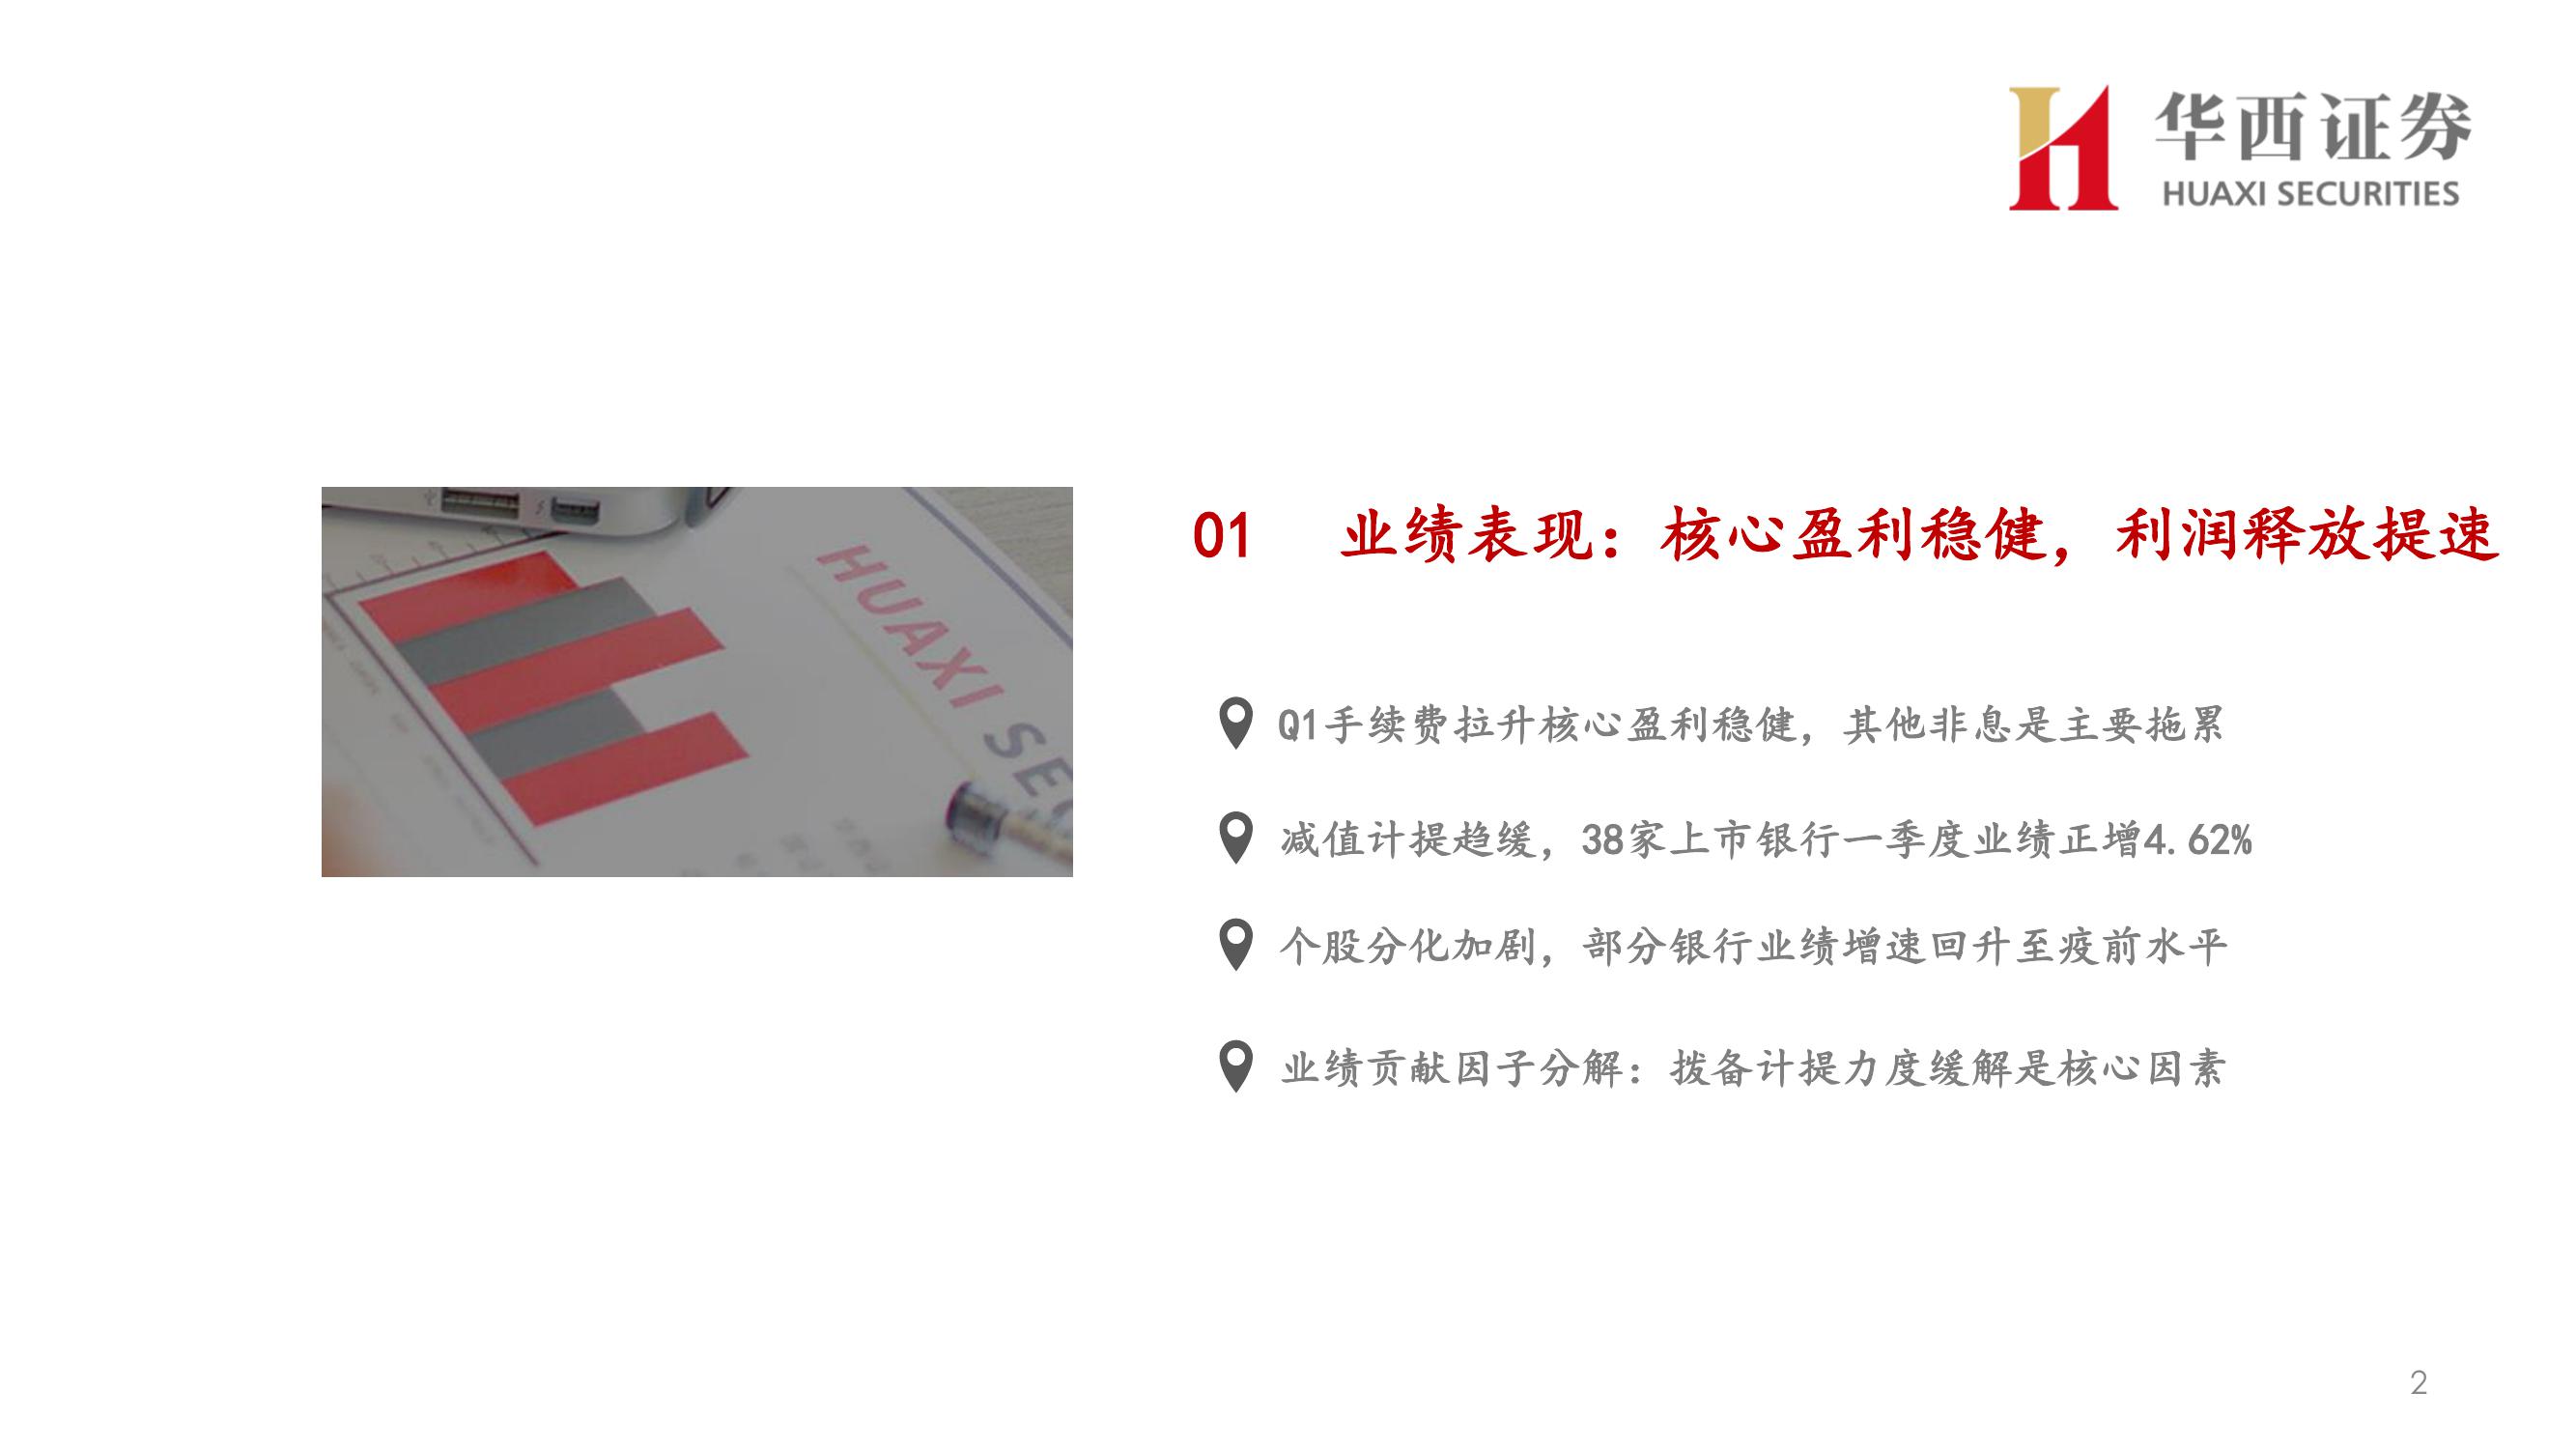 华西证券
HUAXI SECURITIES
01 业绩表现：核心盈利稳健，利润释放提速
HUAXI SEC
Q1手续费拉升核心盈利稳健，其他非息是主要拖累
减值计提趋缓，38家上市银行一季度业绩正增4.62%
个股分化加剧，部分银行业绩增速回升至疫前水平
业绩贡献因子分解：拨备计提力度缓解是核心因素
2